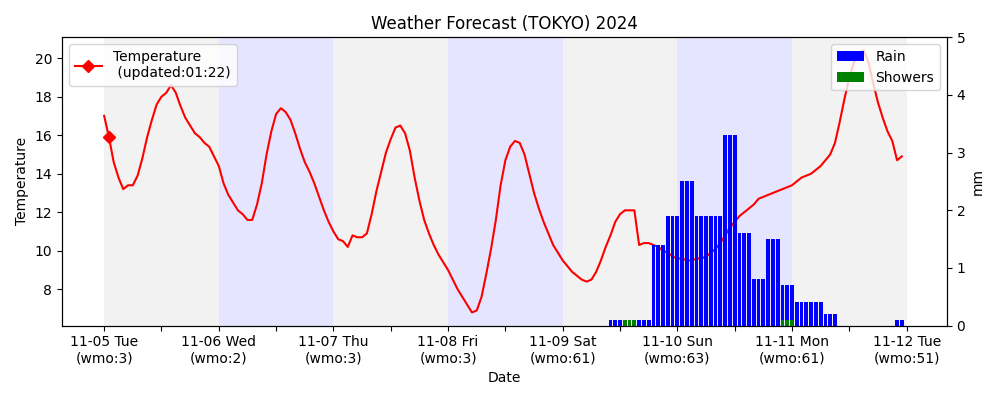 Weather Forecast (TOKYO) 2024
Temperature
(updated:01:22)
Rain
Showers
Temperature
20
18
16
14
12
10
8
5
4
3
2
1
0
mm
11-05 Tue
(wmo:3)
11-06 Wed
(wmo:2)
11-07 Thu
(wmo:3)
11-08 Fri
(wmo:3)
11-09 Sat
(wmo:61)
11-10 Sun
(wmo:63)
11-11 Mon
(wmo:61)
11-12 Tue
(wmo:51)
Date